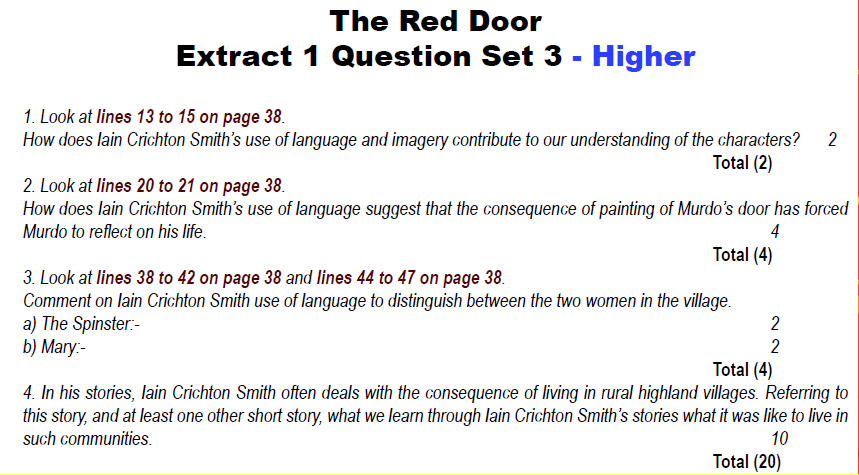 The Red Door
Extract 1 Question Set 3 - Higher
1. Look at lines 13 to 15 on page 38.
How does Iain Crichton Smith's use of language and imagery contribute to our understanding of the characters? 2
Total (2)
2. Look at lines 20 to 21 on page 38.
How does Iain Crichton Smith's use of language suggest that the consequence of painting of Murdo's door has forced
Murdo to reflect on his life. 4
Total (4)
3. Look at lines 38 to 42 on page 38 and lines 44 to 47 on page 38.
Comment on Iain Crichton Smith use of language to distinguish between the two women in the village.
a) The Spinster:- 2
b) Mary:- 2
Total (4)
4. In his stories, Iain Crichton Smith often deals with the consequence of living in rural highland villages. Referring to
this story, and at least one other short story, what we learn through Iain Crichton Smith's stories what it was like to live in
such communities. 10
Total (20)